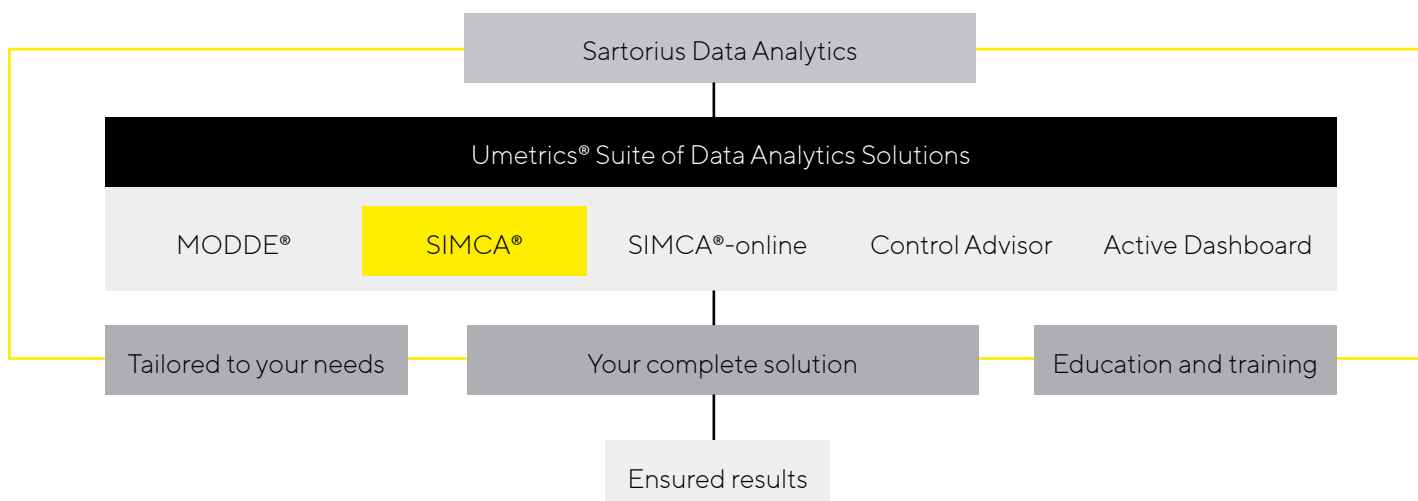 Sartorius Data Analytics
Umetrics® Suite of Data Analytics Solutions
MODDE® SIMCA® SIMCA®-online Control Advisor Active Dashboard
Tailored to your needs Your complete solution Education and training
Ensured results